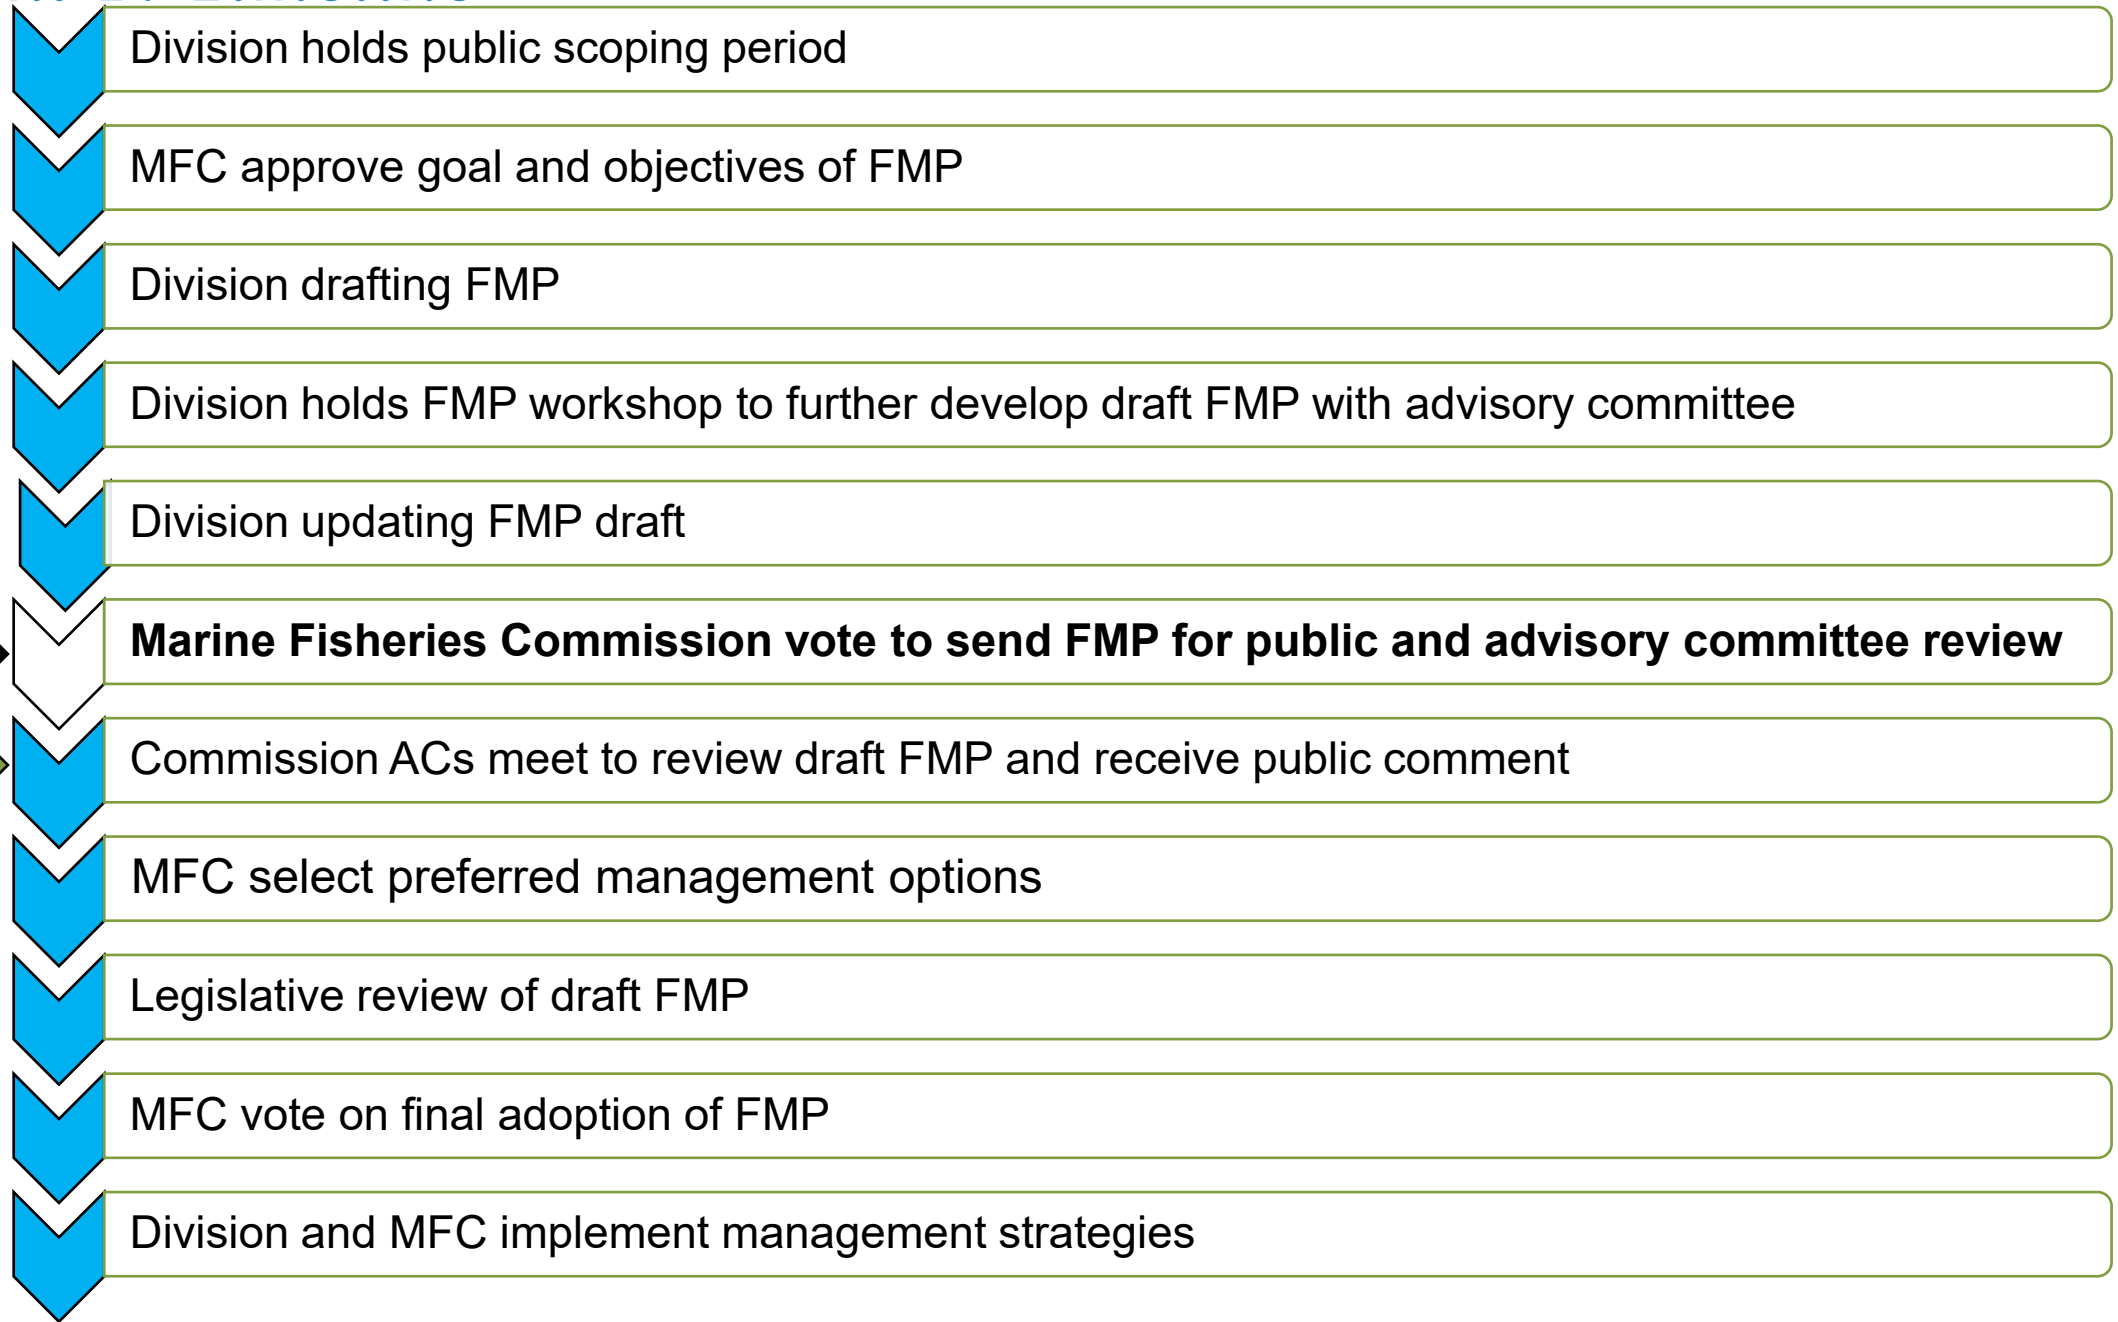 Division holds public scoping period
MFC approve goal and objectives of FMP
Division drafting FMP
Division holds FMP workshop to further develop draft FMP with advisory committee
Division updating FMP draft
Marine Fisheries Commission vote to send FMP for public and advisory committee review
Commission ACs meet to review draft FMP and receive public comment
MFC select preferred management options
Legislative review of draft FMP
MFC vote on final adoption of FMP
Division and MFC implement management strategies